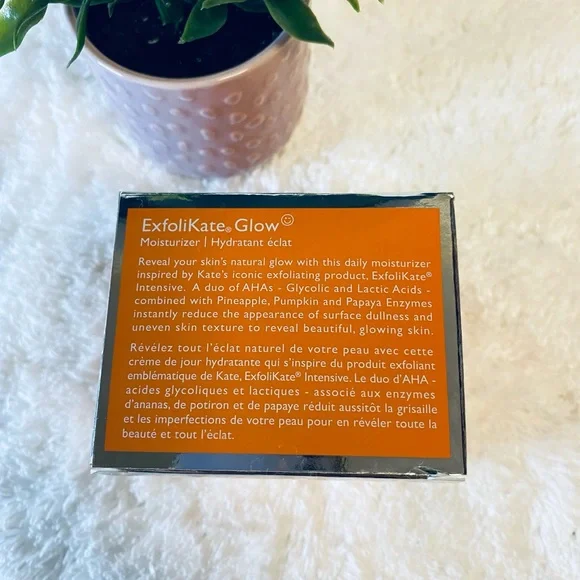 ExfoliKate® Glow☺
Moisturizer | Hydratant éclat
Reveal your skin's natural glow with this daily moisturizer
inspired by Kate's iconic exfoliating product, ExfoliKate®
Intensive. A duo of AHAs - Glycolic and Lactic Acids -
combined with Pineapple, Pumpkin and Papaya Enzymes
instantly reduce the appearance of surface dullness and
uneven skin texture to reveal beautiful, glowing skin.
Révélez tout l'éclat naturel de votre peau avec cette
crème de jour hydratante qui s'inspire du produit exfoliant
emblématique de Kate, ExfoliKate® Intensive. Le duo d'AHA -
acides glycoliques et lactiques - associé aux enzymes
d'ananas, de potiron et de papaye réduit aussitôt la grisaille
et les imperfections de votre peau pour en révéler toute la
beauté et tout l'éclat.